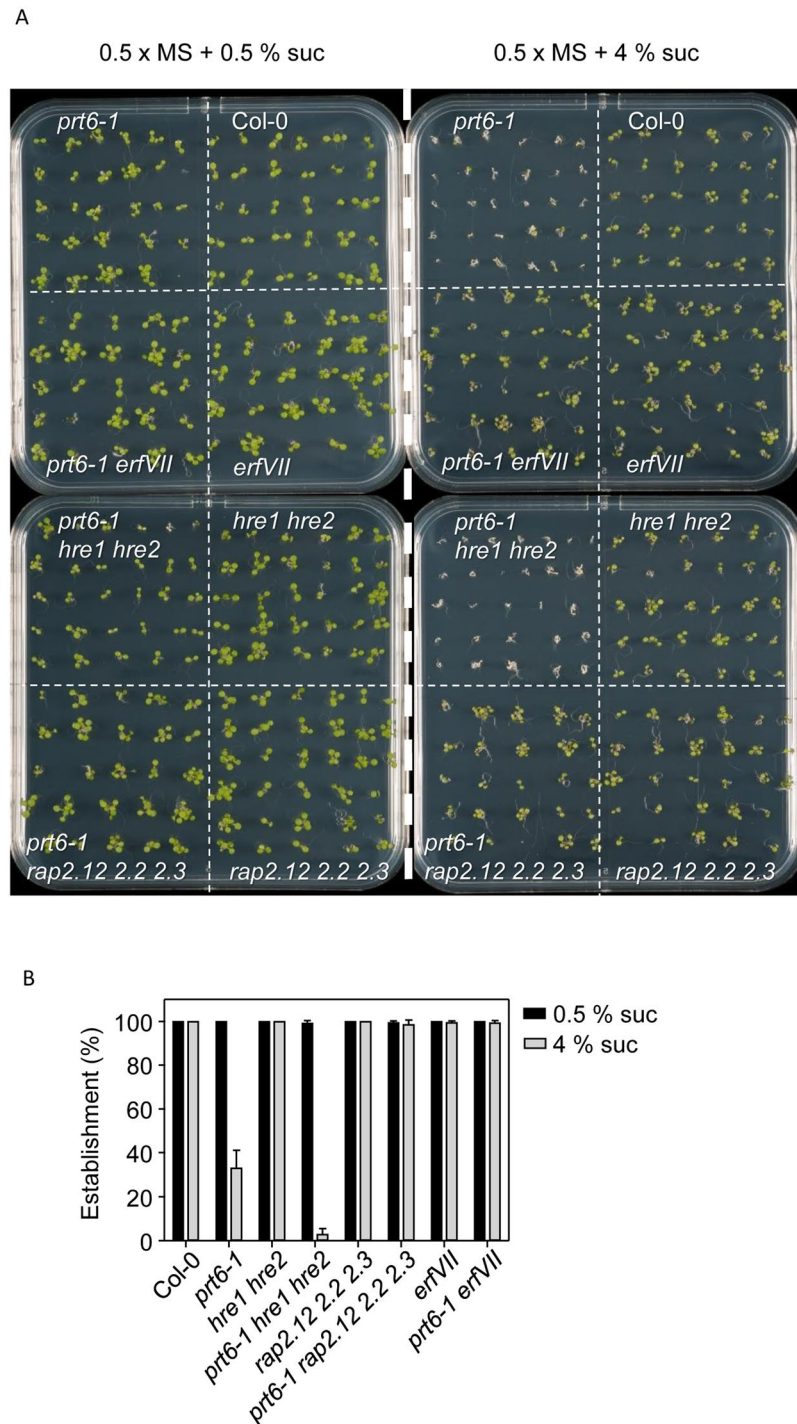 A
0.5 x MS + 0.5 % suc
0.5 x MS + 4 % suc
prt6-1
Col-0
prt6-1
Col-0
prt6-1 erfVII
erfVII
prt6-1 erfVII
erfVII
prt6-1
hre1 hre2
hre1 hre2
prt6-1
hre1 hre2
hre1 hre2
prt6-1
rap2.12 2.2 2.3
rap2.12 2.2 2.3
prt6-1
rap2.12 2.2 2.3
rap2.12 2.2 2.3
B
Establishment (%)
100
80
60
40
20
0
0.5 % suc
4 % suc
Col-0
prt6-1
hre1 hre2
prt6-1 hre1 hre2
rap2.12 2.2 2.3
prt6-1 rap2.12 2.2 2.3
erfVII
prt6-1 erfVII